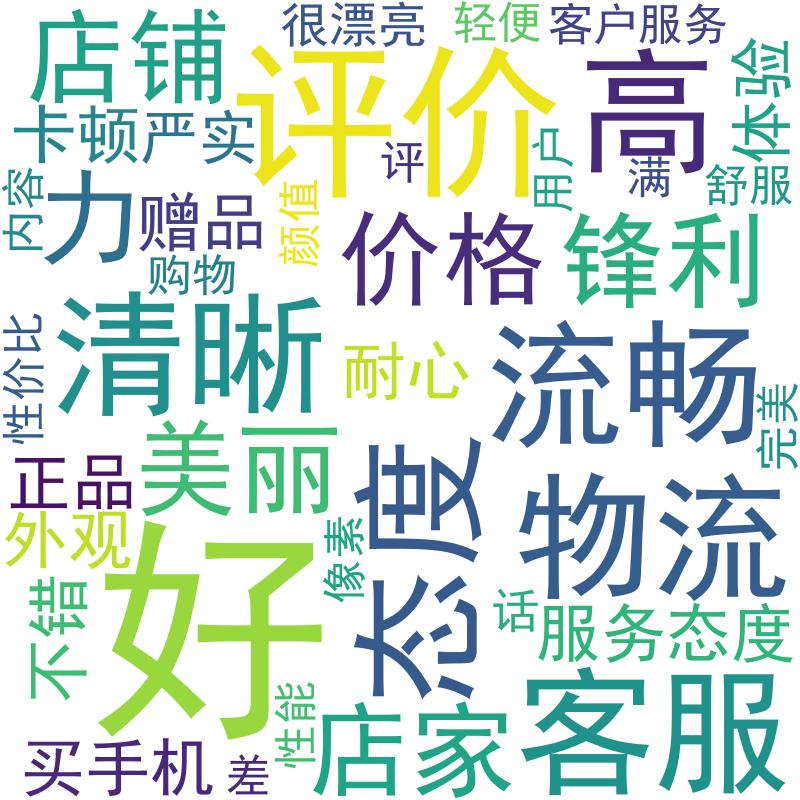 店铺
很漂亮
轻便
客户服务
评价
高
体验
卡顿严实
评
用户
满
舒服
内容
力
赠品
颜值
购物
价格
锋利
清晰
性价比
耐心
流畅
完美
美丽
正品
态度
物流
外观
好
像素
不错
话
服务态度
客服
性能
店家
买手机
差